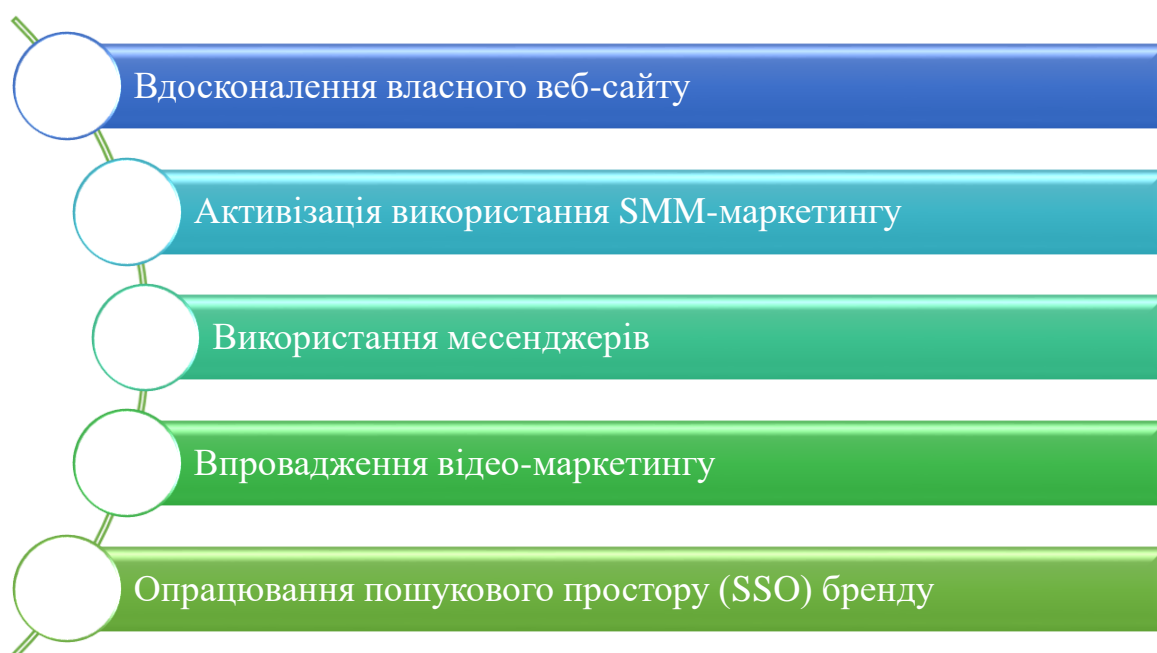 Вдосконалення власного веб-сайту
Активізація використання SMM-маркетингу
Використання месенджерів
Впровадження відео-маркетингу
Опрацювання пошукового простору (SSO) бренду